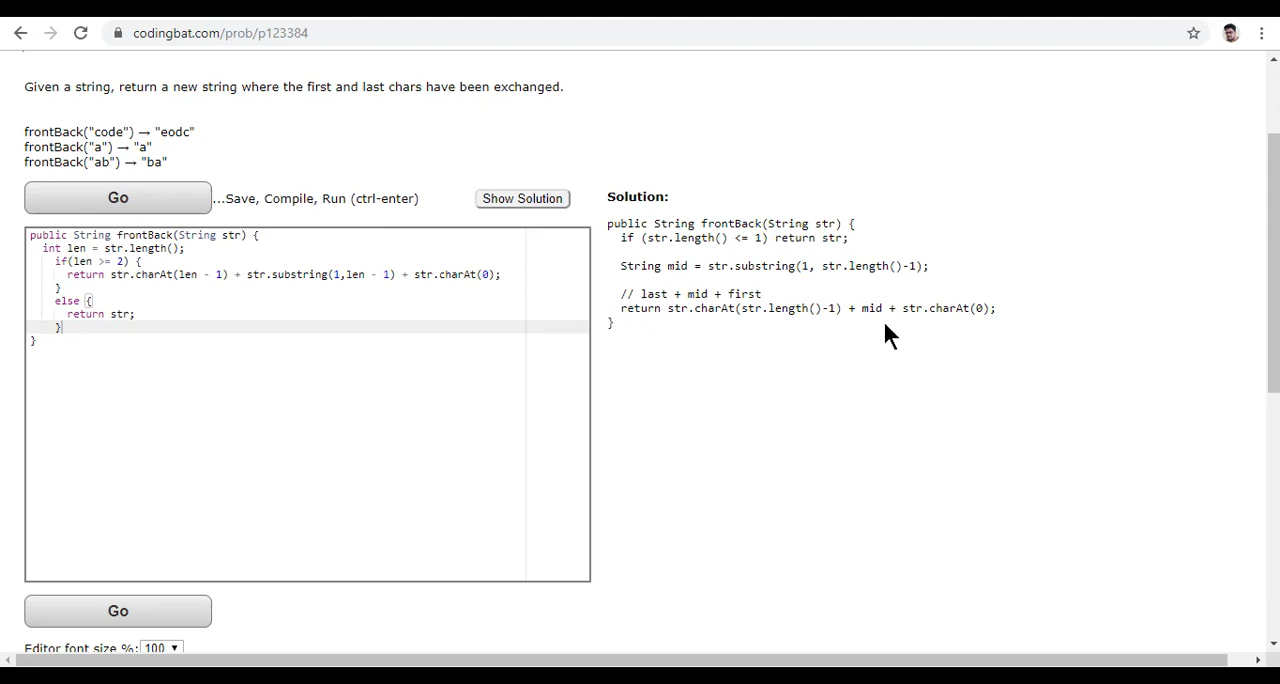 codingbat.com/prob/p123384
Given a string, return a new string where the first and last chars have been exchanged.
frontBack("code") → "eodc"
frontBack("a") → "a"
frontBack("ab") → "ba"
Go ...Save, Compile, Run (ctrl-enter) Show Solution
public String frontBack(String str) {
int len = str.length();
if(len >= 2) {
return str.charAt(len - 1) + str.substring(1,len - 1) + str.charAt(0);
}
else {
return str;
}
}
Solution:
public String frontBack(String str) {
if (str.length() <= 1) return str;
String mid = str.substring(1, str.length()-1);
// last + mid + first
return str.charAt(str.length()-1) + mid + str.charAt(0);
}
Go
Editor font size %: 100